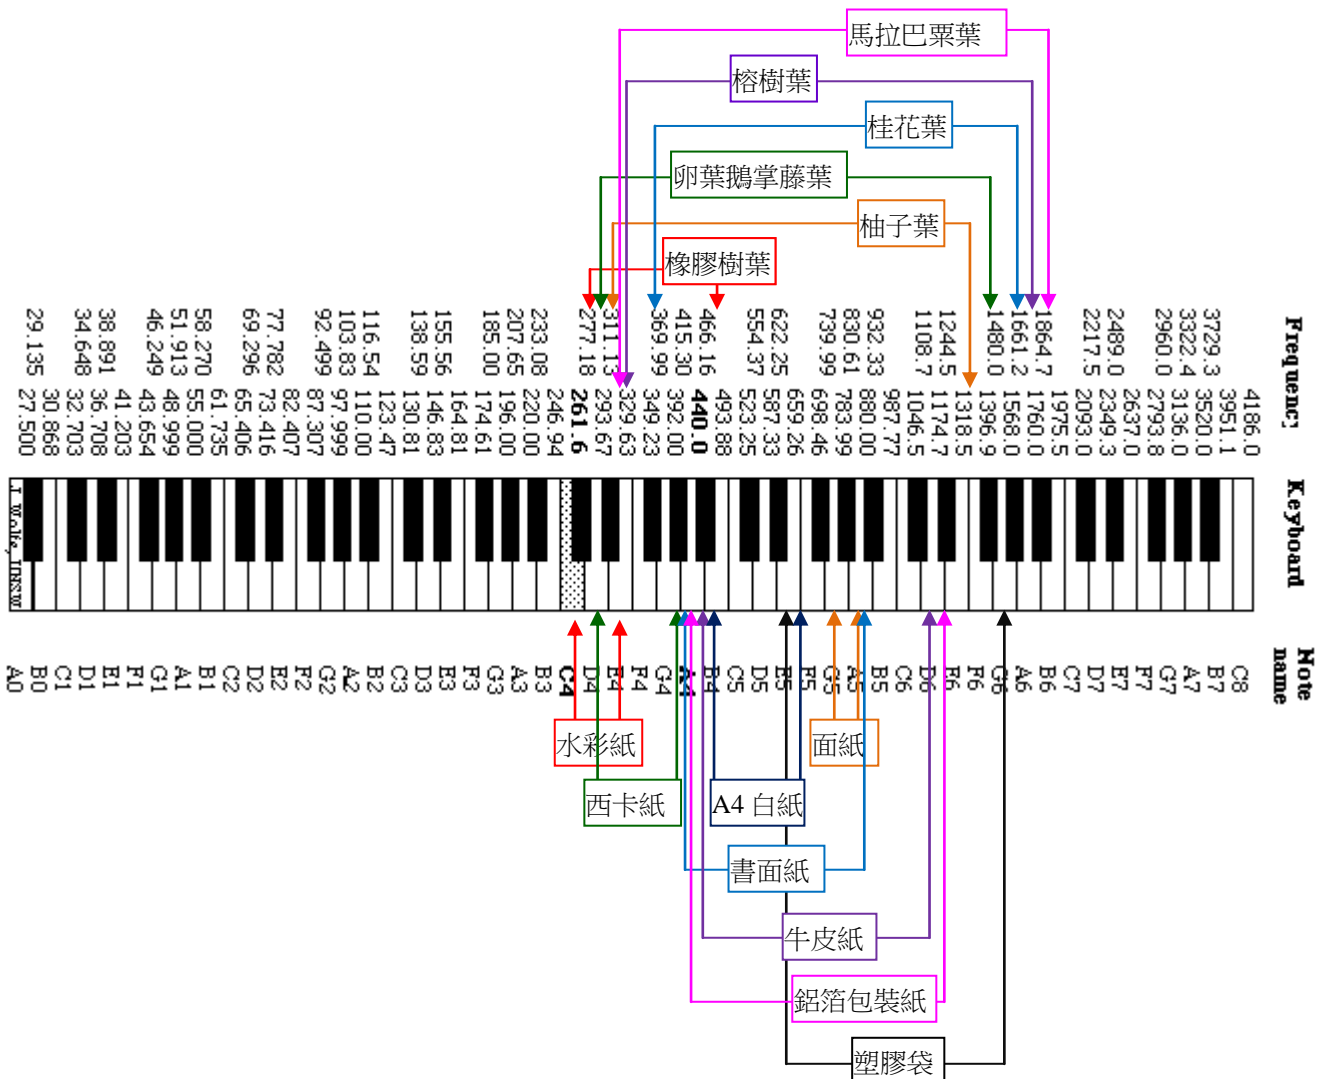 馬拉巴粟葉
榕樹葉
桂花葉
卵葉鵝掌藤葉
柚子葉
橡膠樹葉
Frequency
29.135
34.648
38.891
46.249
51.913
58.270
69.296
77.782
92.499
103.83
116.54
138.59
155.56
185.00
207.65
233.08
277.18
311.13
369.99
415.30
466.16
554.37
622.25
739.99
830.61
932.33
1108.7
1244.5
1480.0
1661.2
1864.7
2217.5
2489.0
2960.0
3322.4
3729.3
27.500
30.868
32.703
36.708
41.203
43.654
48.999
55.000
61.735
65.406
73.416
82.407
87.307
97.999
110.00
123.47
130.81
146.83
164.81
174.61
196.00
220.00
246.94
261.6
293.67
329.63
349.23
392.00
440.0
493.88
523.25
587.33
659.26
698.46
783.99
880.00
987.77
1046.5
1174.7
1318.5
1396.9
1568.0
1760.0
1975.5
2093.0
2349.3
2637.0
2793.8
3136.0
3520.0
3951.1
4186.0
Keyboard
J. Wolfe, UNSW
Note
name
A0
B0
C1
D1
E1
F1
G1
A1
B1
C2
D2
E2
F2
G2
A2
B2
C3
D3
E3
F3
G3
A3
B3
C4
D4
E4
F4
G4
A4
B4
C5
D5
E5
F5
G5
A5
B5
C6
D6
E6
F6
G6
A6
B6
C7
D7
E7
F7
G7
A7
B7
C8
水彩紙
面紙
西卡紙
A4 白紙
書面紙
牛皮紙
鋁箔包裝紙
塑膠袋